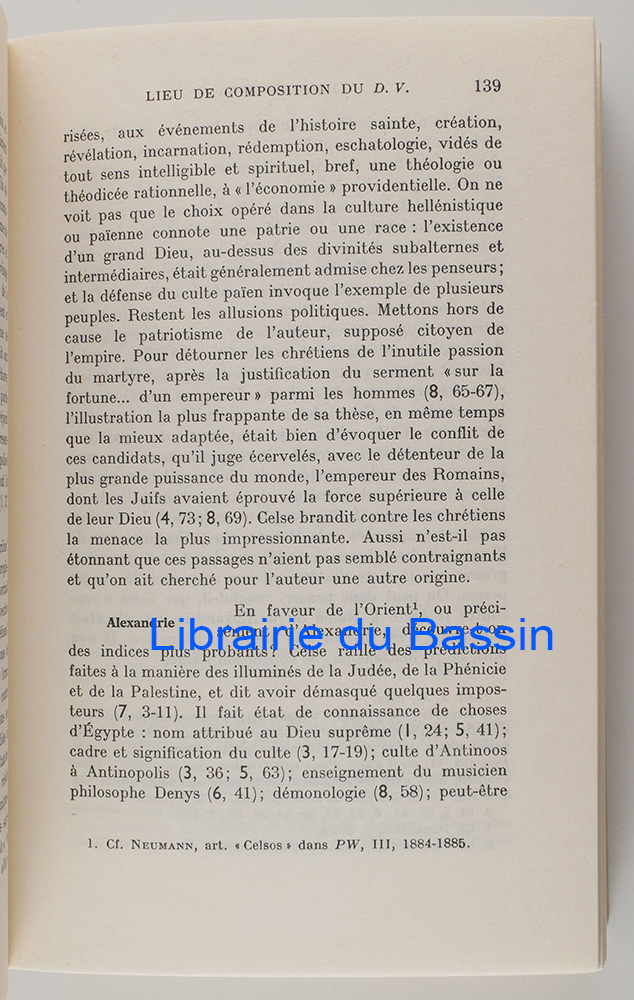 LIEU DE COMPOSITION DU D. V. 139
risées, aux événements de l'histoire sainte, création,
révélation, incarnation, rédemption, eschatologie, vidés de
tout sens intelligible et spirituel, bref, une théologie ou
théodicée rationnelle, à « l'économie » providentielle. On ne
voit pas que le choix opéré dans la culture hellénistique
ou païenne connote une patrie ou une race : l'existence
d'un grand Dieu, au-dessus des divinités subalternes et
intermédiaires, était généralement admise chez les penseurs ;
et la défense du culte païen invoque l'exemple de plusieurs
peuples. Restent les allusions politiques. Mettons hors de
cause le patriotisme de l'auteur, supposé citoyen de
l'empire. Pour détourner les chrétiens de l'inutile passion
du martyre, après la justification du serment « sur la
fortune... d'un empereur » parmi les hommes (8, 65-67),
l'illustration la plus frappante de sa thèse, en même temps
que la mieux adaptée, était bien d'évoquer le conflit de
ces candidats, qu'il juge écervelés, avec le détenteur de la
plus grande puissance du monde, l'empereur des Romains,
dont les Juifs avaient éprouvé la force supérieure à celle
de leur Dieu (4, 73 ; 8, 69). Celse brandit contre les chrétiens
la menace la plus impressionnante. Aussi n'est-il pas
étonnant que ces passages n'aient pas semblé contraignants
et qu'on ait cherché pour l'auteur une autre origine.
En faveur de l'Orient¹, ou préci-
Alexandrie
sément d'Alexandrie, découvre-t-on
Librairie du Bassin
des indices plus probants? Celse raille des prédictions
faites à la manière des illuminés de la Judée, de la Phénicie
et de la Palestine, et dit avoir démasqué quelques impos-
teurs (7, 3-11). Il fait état de connaissance de choses
d'Égypte : nom attribué au Dieu suprême (1, 24 ; 5, 41) ;
cadre et signification du culte (3, 17-19) ; culte d'Antinoos
à Antinopolis (3, 36 ; 5, 63) ; enseignement du musicien
philosophe Denys (6, 41) ; démonologie (8, 58) ; peut-être
1. Cf. NEUMANN, art. « Celsos » dans PW, III, 1884-1885.